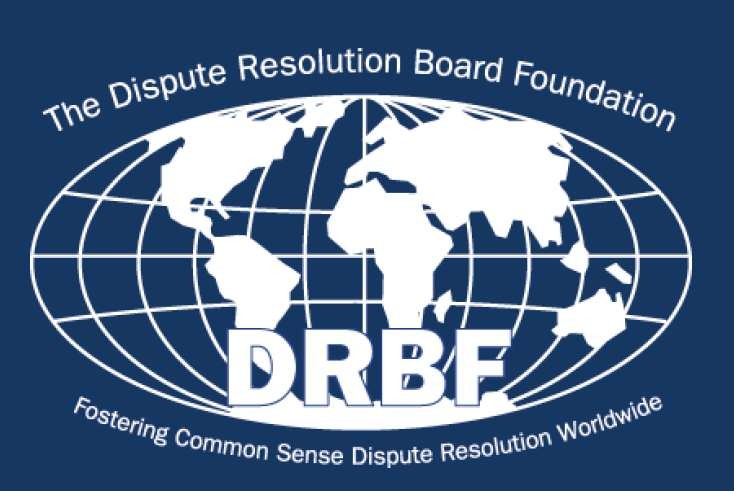 The Dispute Resolution Board Foundation
DRBF
Fostering Common Sense Dispute Resolution Worldwide